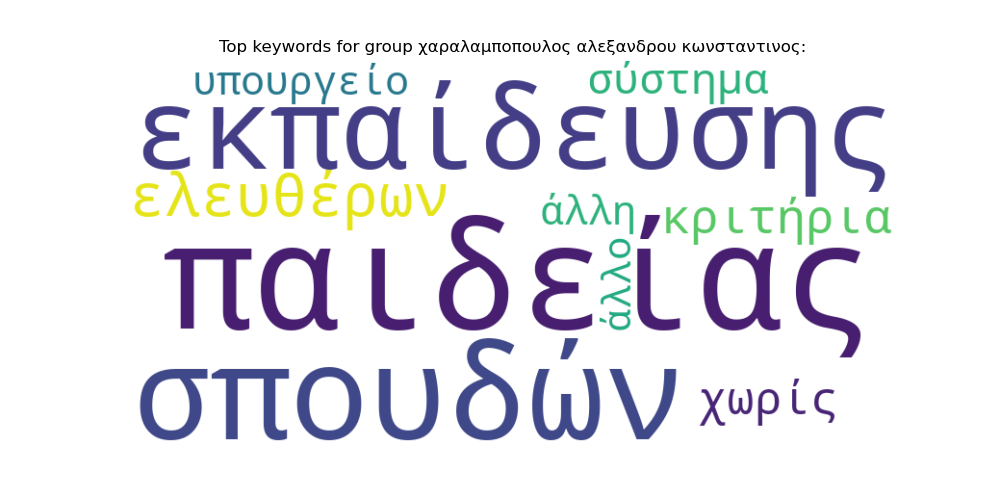 Top keywords for group χαραλαμποπουλος αλεξανδρου κωνσταντινος:
υπουργείο σύστημα
εκπαίδευσης
ελευθέρων άλλη κριτήρια
παιδείας
άλλο
σπουδών χωρίς